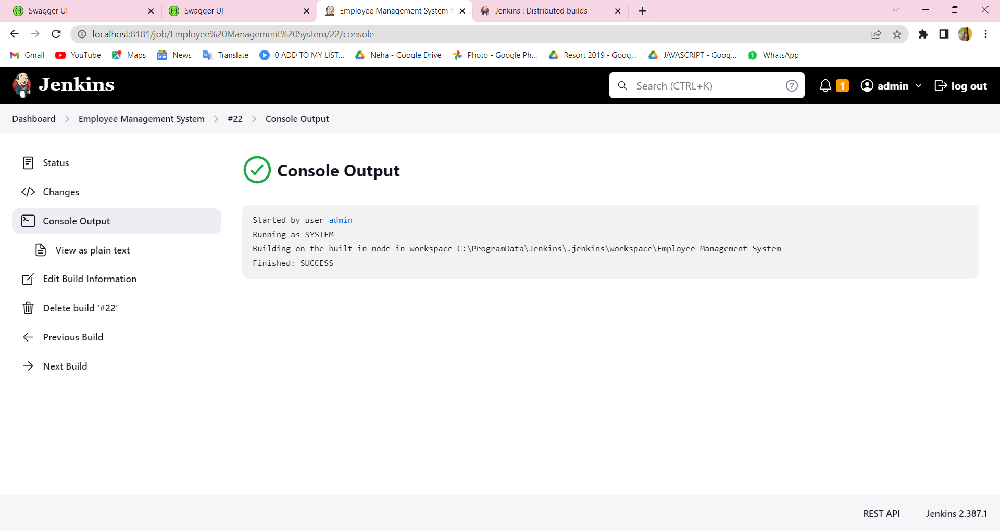 Swagger UI
Swagger UI
Employee Management System #
Jenkins : Distributed builds
localhost:8181/job/Employee%20Management%20System/22/console
Gmail
YouTube
Maps
News
Translate
0 ADD TO MY LIST...
Neha - Google Drive
Photo - Google Ph...
Resort 2019 - Goog...
JAVASCRIPT - Goog...
1
WhatsApp
Jenkins
Search (CTRL+K)
?
1
admin
log out
Dashboard
Employee Management System
#22
Console Output
Status
Changes
Console Output
View as plain text
Edit Build Information
Delete build ‘#22’
Previous Build
Next Build
Console Output
Started by user admin
Running as SYSTEM
Building on the built-in node in workspace C:\ProgramData\Jenkins\.jenkins\workspace\Employee Management System
Finished: SUCCESS
REST API
Jenkins 2.387.1